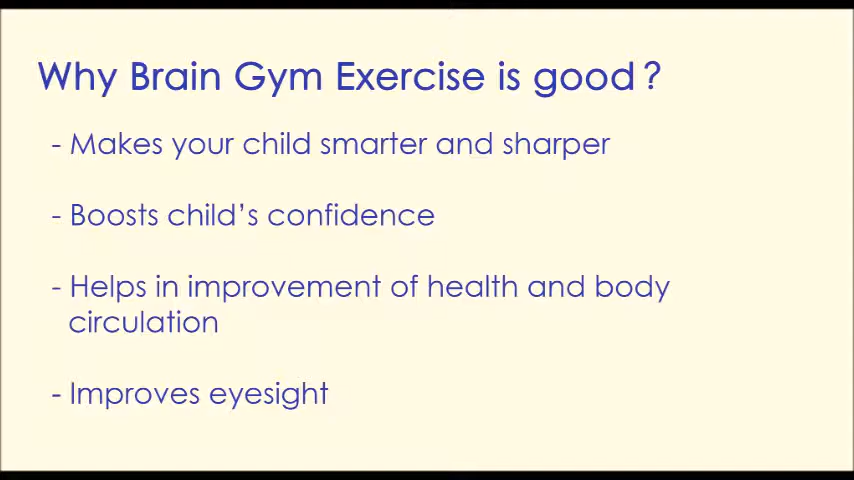 Why Brain Gym Exercise is good ?
- Makes your child smarter and sharper
- Boosts child's confidence
- Helps in improvement of health and body
circulation
- Improves eyesight